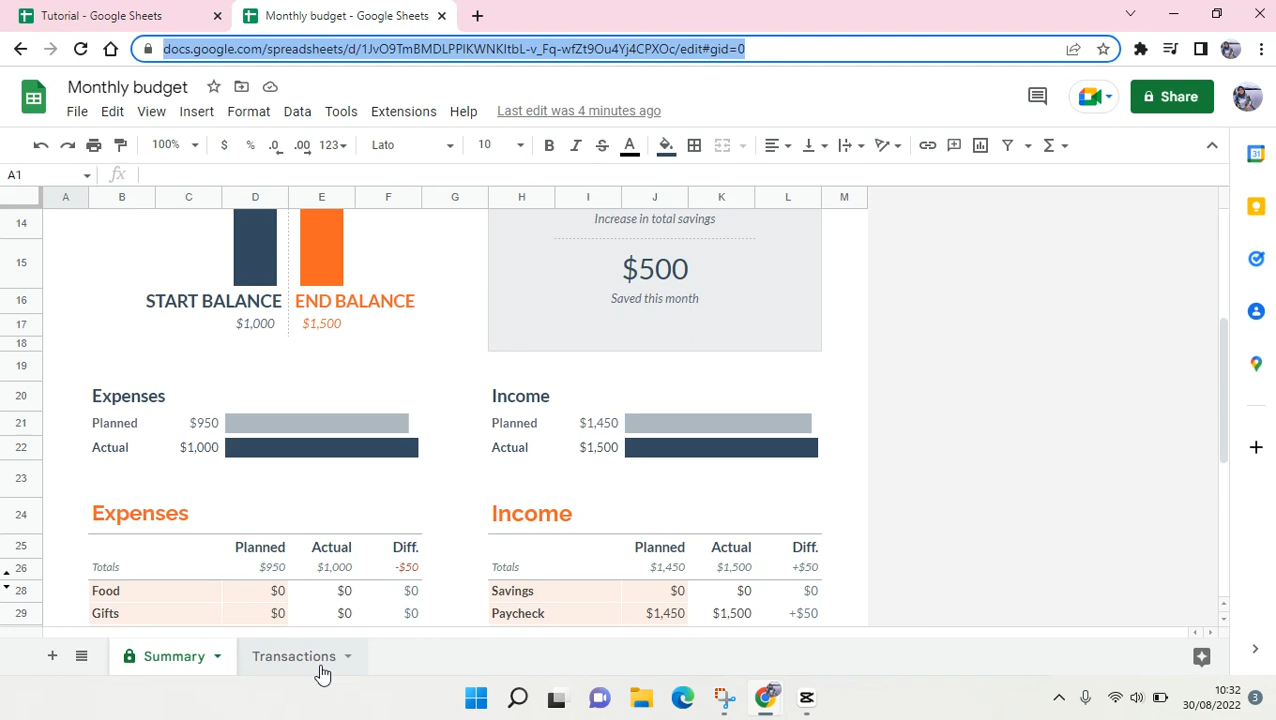 Tutorial - Google Sheets
Monthly budget - Google Sheets
docs.google.com/spreadsheets/d/1JvO9TmBMDLPPIKWNKItbL-v_Fq-wfZt9Ou4Yj4CPXOc/edit#gid=0
Monthly budget
File Edit View Insert Format Data Tools Extensions Help Last edit was 4 minutes ago
Share
100% $ % .0 .00 123 Lato 10 B I S A
A1 fx
A B C D E F G H I J K L M
14 Increase in total savings
15 $500
16 START BALANCE END BALANCE Saved this month
17 $1,000 $1,500
18
19
20 Expenses Income
21 Planned $950 Planned $1,450
22 Actual $1,000 Actual $1,500
23
24 Expenses Income
25 Planned Actual Diff. Planned Actual Diff.
26 Totals $950 $1,000 -$50 Totals $1,450 $1,500 +$50
28 Food $0 $0 $0 Savings $0 $0 $0
29 Gifts $0 $0 $0 Paycheck $1,450 $1,500 +$50
Summary Transactions
10:32
30/08/2022
3